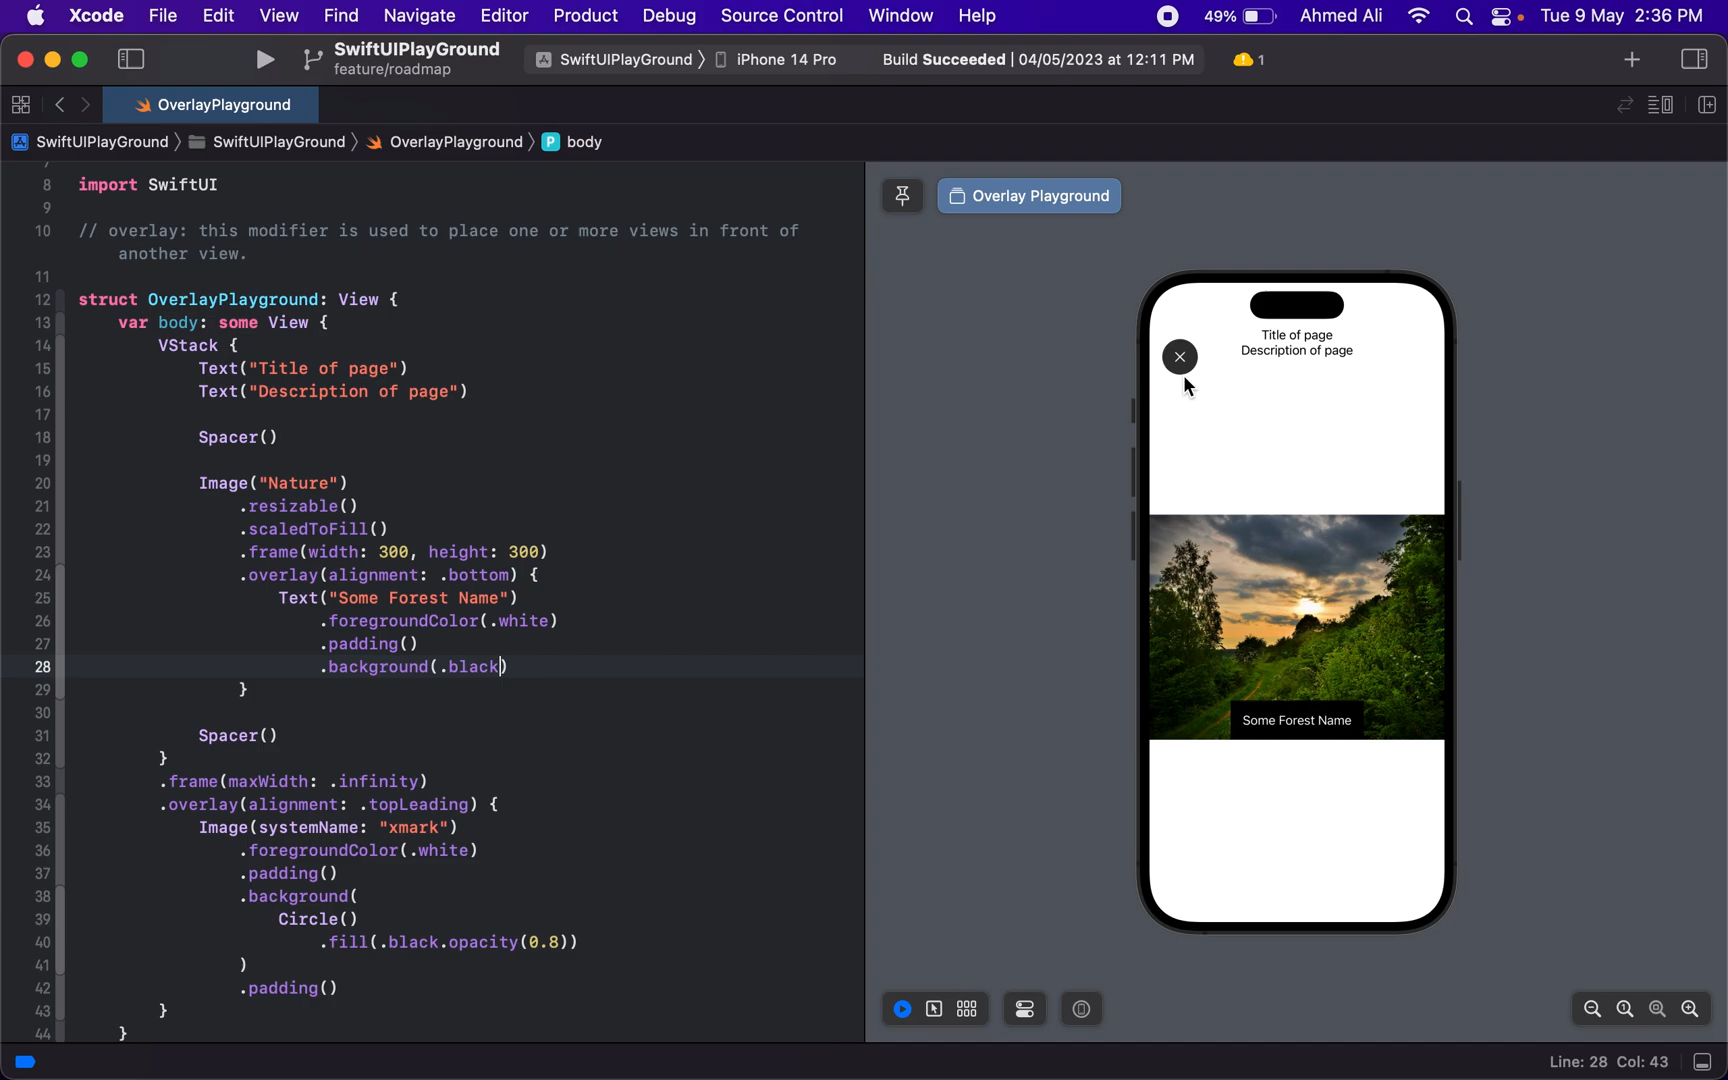 Xcode File Edit View Find Navigate Editor Product Debug Source Control Window Help 49% Ahmed Ali Tue 9 May 2:36 PM
SwiftUIPlayGround
feature/roadmap
SwiftUIPlayGround 〉 iPhone 14 Pro Build Succeeded | 04/05/2023 at 12:11 PM 1
OverlayPlayground
SwiftUIPlayGround 〉 SwiftUIPlayGround 〉 OverlayPlayground 〉 P body
8 import SwiftUI
9
10 // overlay: this modifier is used to place one or more views in front of
another view.
11
12 struct OverlayPlayground: View {
13 var body: some View {
14 VStack {
15 Text("Title of page")
16 Text("Description of page")
17
18 Spacer()
19
20 Image("Nature")
21 .resizable()
22 .scaledToFill()
23 .frame(width: 300, height: 300)
24 .overlay(alignment: .bottom) {
25 Text("Some Forest Name")
26 .foregroundColor(.white)
27 .padding()
28 .background(.black)
29 }
30
31 Spacer()
32 }
33 .frame(maxWidth: .infinity)
34 .overlay(alignment: .topLeading) {
35 Image(systemName: "xmark")
36 .foregroundColor(.white)
37 .padding()
38 .background(
39 Circle()
40 .fill(.black.opacity(0.8))
41 )
42 .padding()
43 }
44 }
Overlay Playground
Title of page
Description of page
Some Forest Name
Line: 28 Col: 43